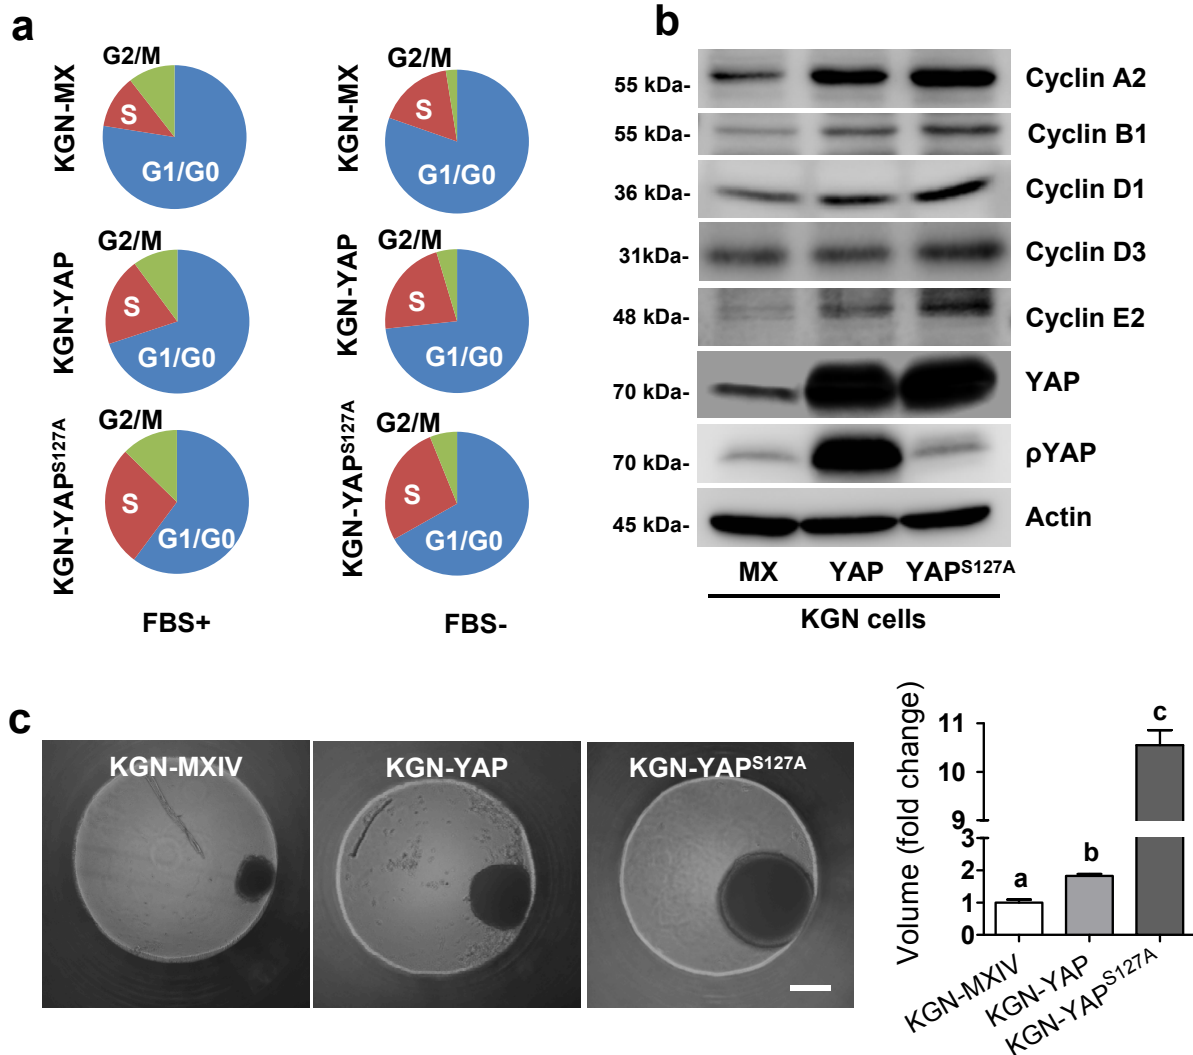 a
KGN-MX
G2/M
S
G1/G0
KGN-MX
G2/M
S
G1/G0
KGN-YAP
G2/M
S
G1/G0
KGN-YAP
G2/M
S
G1/G0
KGN-YAPS127A
G2/M
S
G1/G0
KGN-YAPS127A
G2/M
S
G1/G0
FBS+
FBS-
b
55 kDa- Cyclin A2
55 kDa- Cyclin B1
36 kDa- Cyclin D1
31kDa- Cyclin D3
48 kDa- Cyclin E2
70 kDa- YAP
70 kDa- ρYAP
45 kDa- Actin
MX YAP YAPS127A
KGN cells
c
KGN-MXIV
KGN-YAP
KGN-YAPS127A
Volume (fold change)
11
10
9
3
2
1
0
a
b
c
KGN-MXIV
KGN-YAP
KGN-YAPS127A